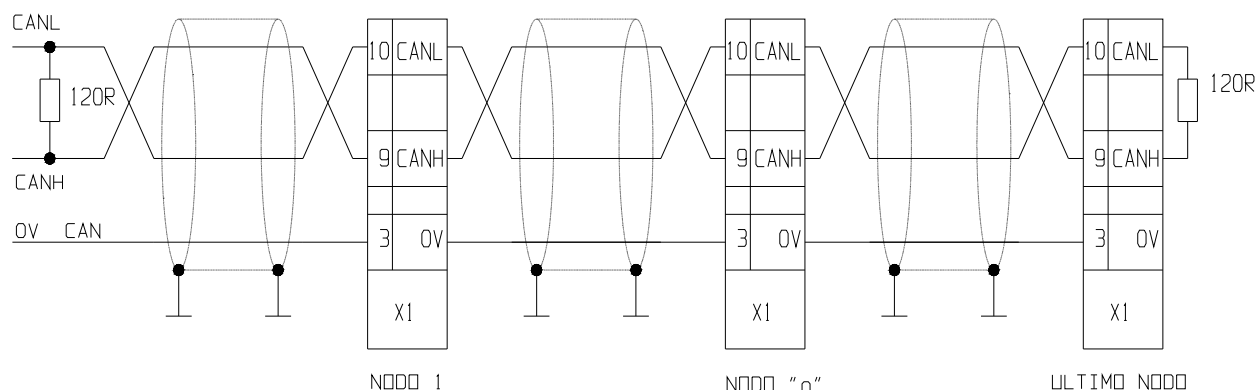 CANL
10 CANL
10 CANL
10 CANL
120R
120R
9 CANH
9 CANH
9 CANH
CANH
0V CAN
3 0V
3 0V
3 0V
X1
X1
X1
NODO 1
NODO "n"
ULTIMO NODO